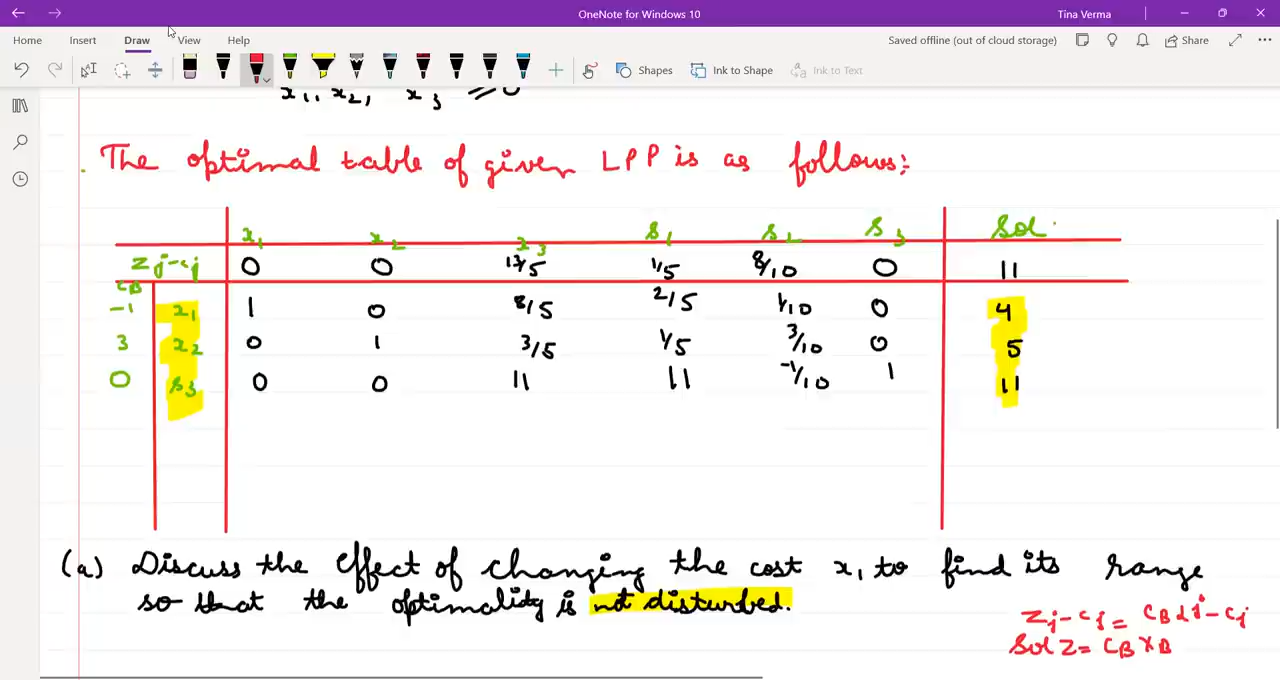 OneNote for Windows 10
Tina Verma
Home Insert Draw View Help
Saved offline (out of cloud storage)
Share
Shapes
Ink to Shape
Ink to Text
x1, x2, x3 ≥ 0
The optimal table of given LPP is as follows:
x1 x2 x3 s1 s2 s3 Sol.
zj-cj 0 0 12/5 1/5 8/10 0 11
CB
-1 x1 1 0 8/5 2/5 1/10 0 4
3 x2 0 1 3/5 1/5 3/10 0 5
0 s3 0 0 11 11 -1/10 1 11
(a) Discuss the effect of changing the cost x1 to find its range
so that the optimality is not disturbed.
zj-cj = CB αj - cj
Sol Z = CB XB